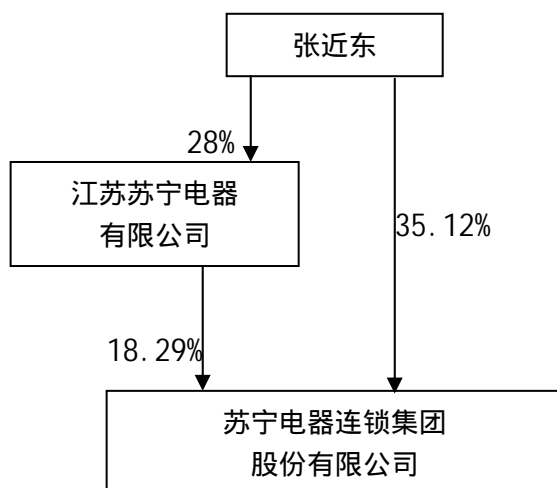 张近东
28%
江苏苏宁电器
有限公司
35.12%
18.29%
苏宁电器连锁集团
股份有限公司